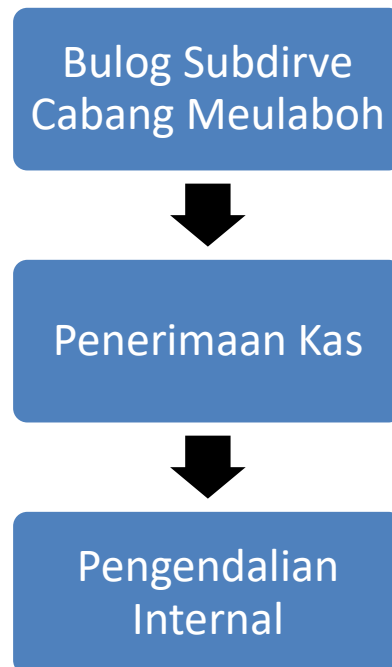 Bulog Subdirve
Cabang Meulaboh
Penerimaan Kas
Pengendalian
Internal